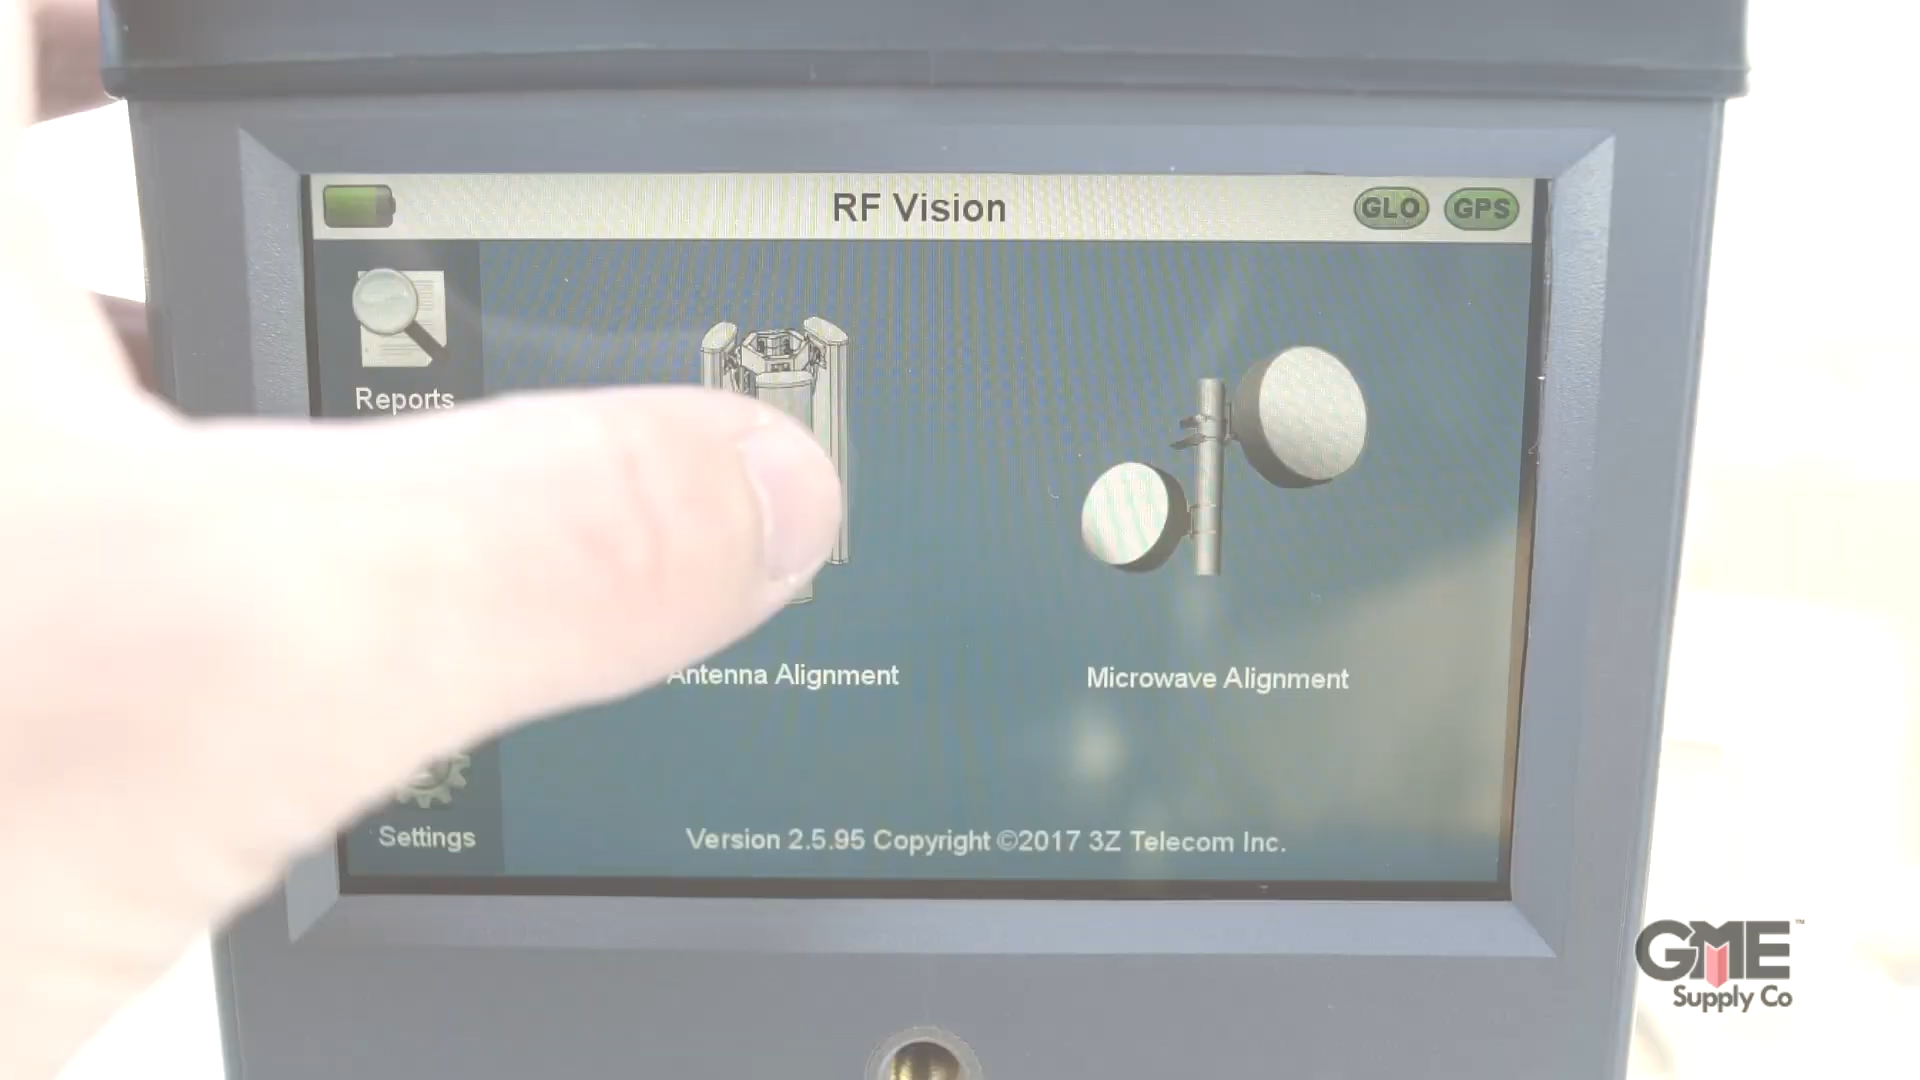 RF Vision
GLO
GPS
Reports
Antenna Alignment
Microwave Alignment
Settings
Version 2.5.95 Copyright ©2017 3Z Telecom Inc.
GME™
Supply Co